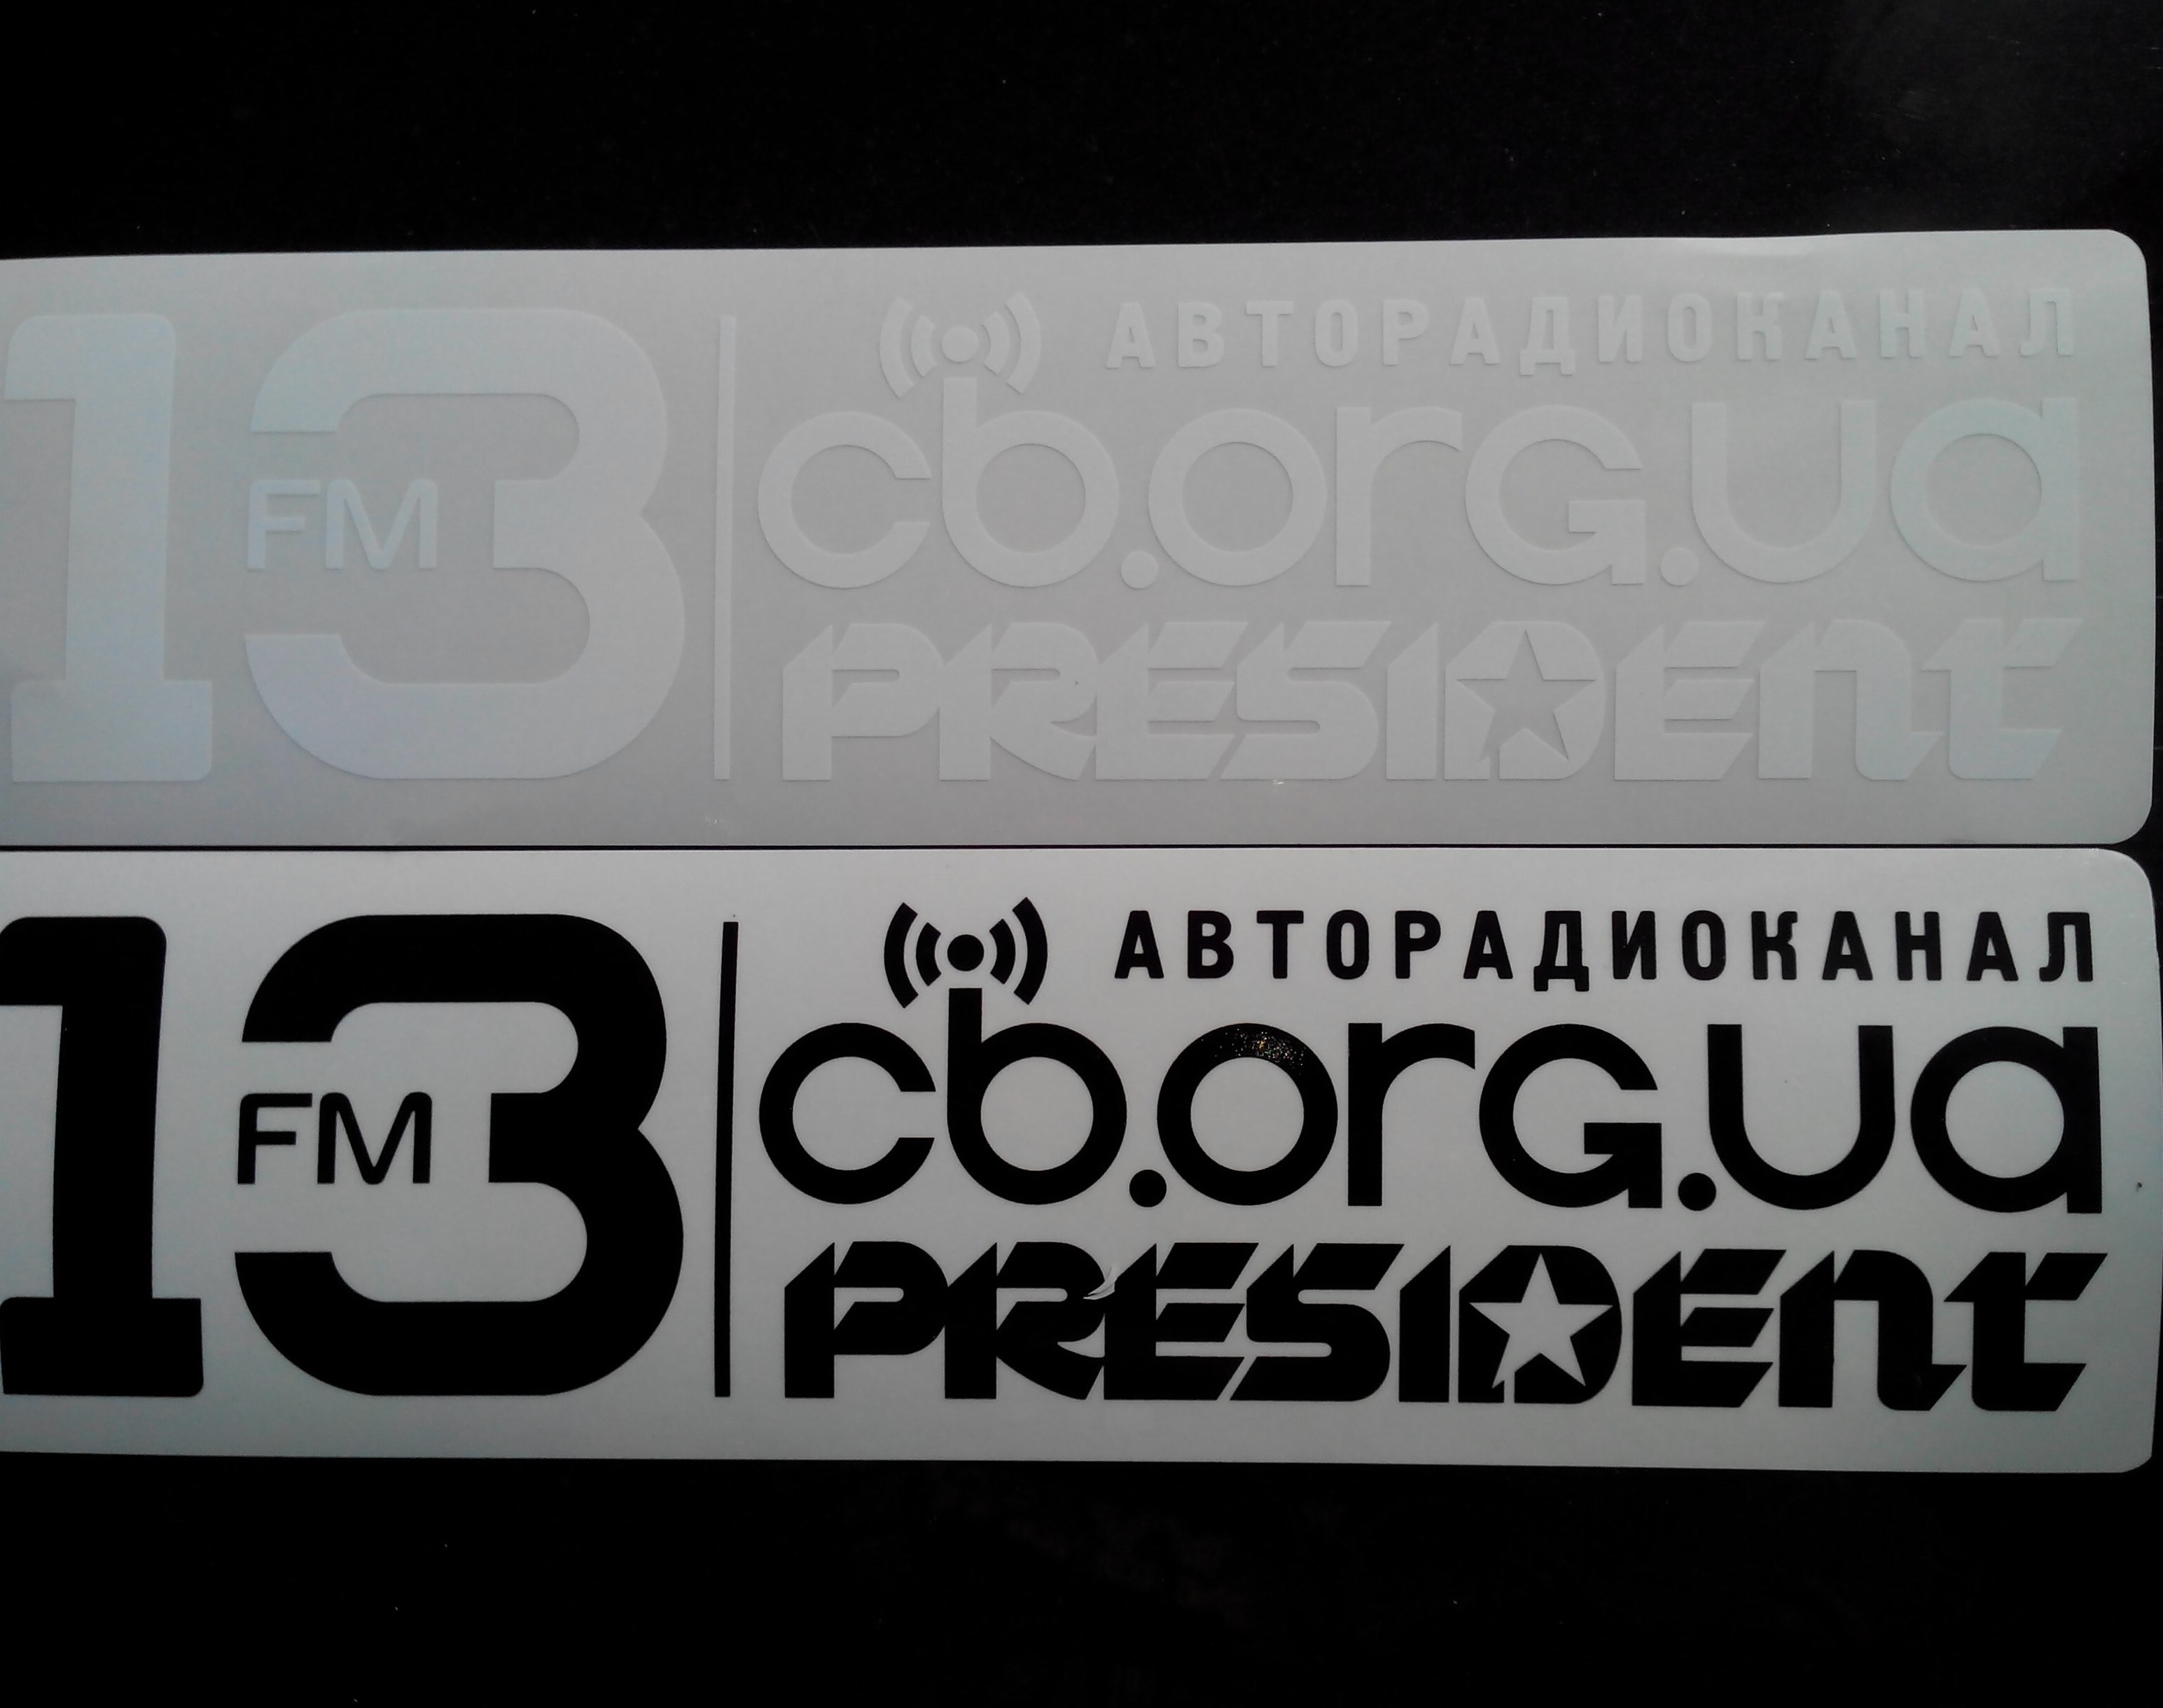 13
FM
АВТОРАДИОКАНАЛ
cb.orG.ua
PRESIDEnt
13
FM
АВТОРАДИОКАНАЛ
cb.orG.ua
PRESIDEnt